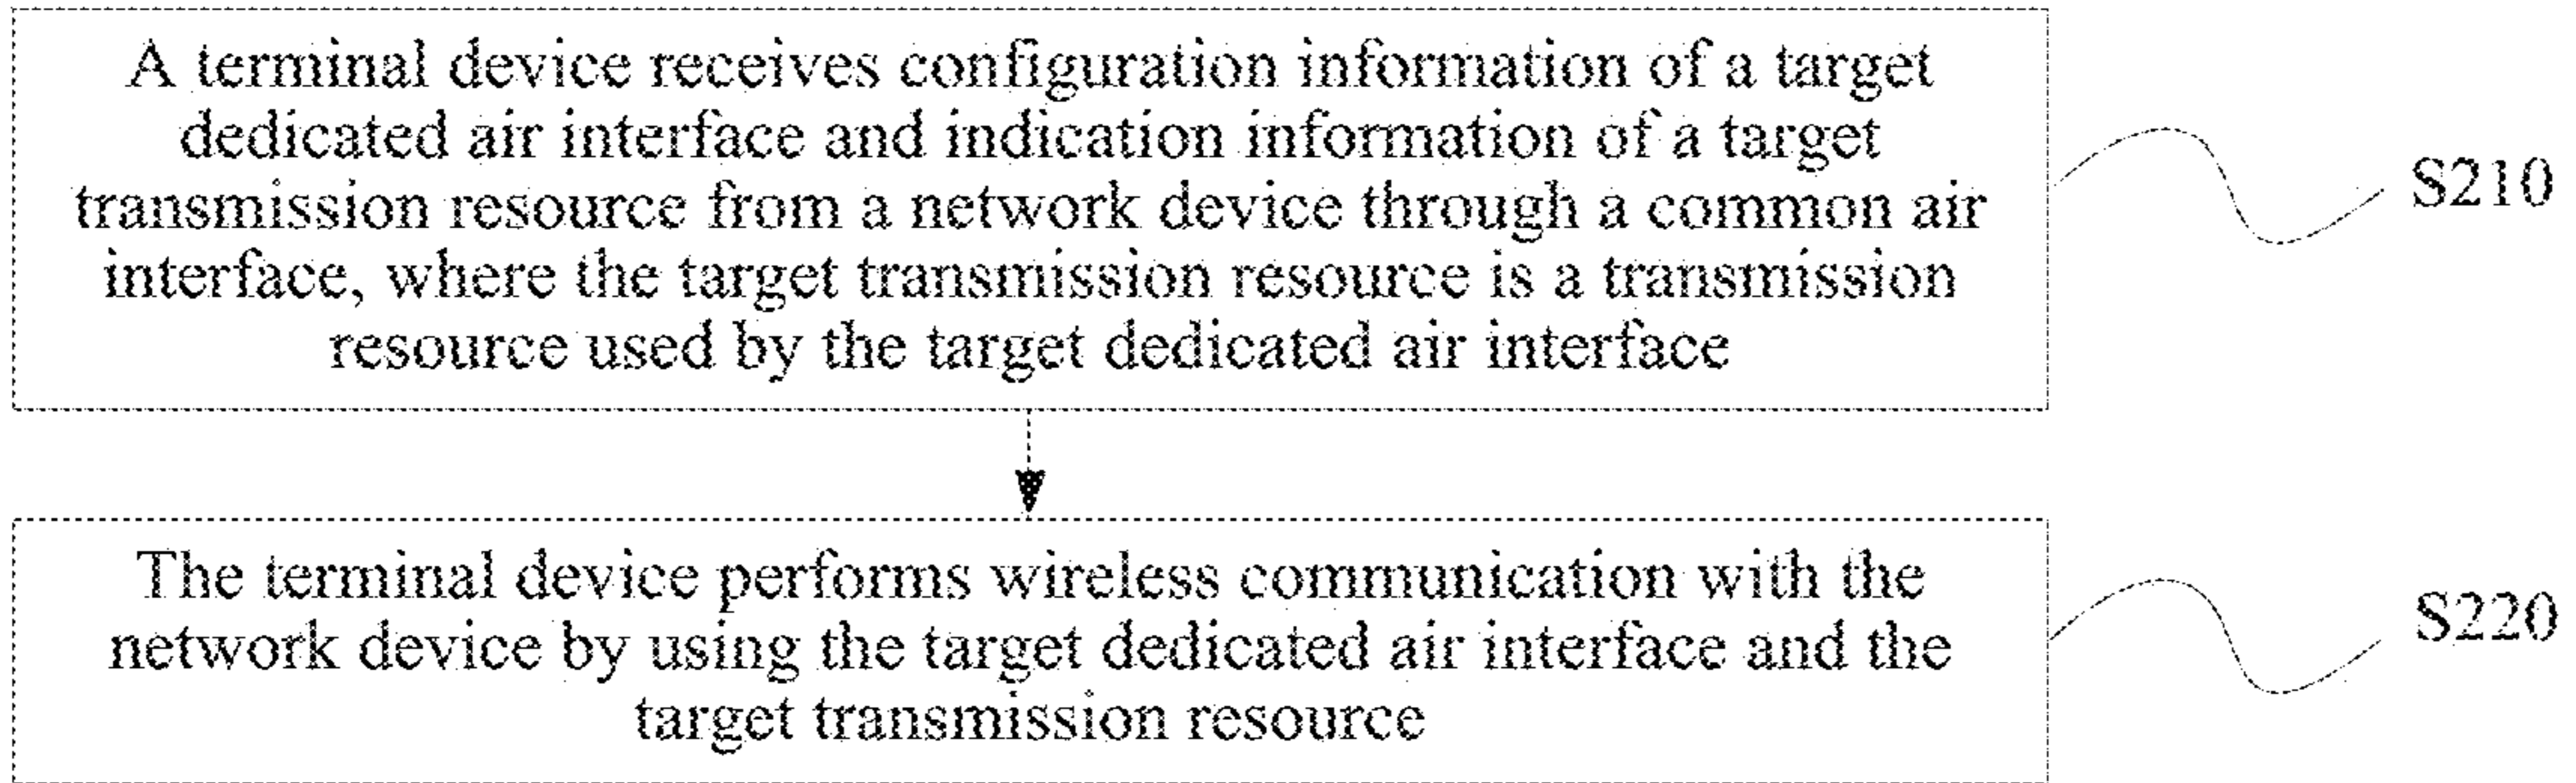 A terminal device receives configuration information of a target
dedicated air interface and indication information of a target
transmission resource from a network device through a common air
interface, where the target transmission resource is a transmission
resource used by the target dedicated air interface
S210
The terminal device performs wireless communication with the
network device by using the target dedicated air interface and the
target transmission resource
S220